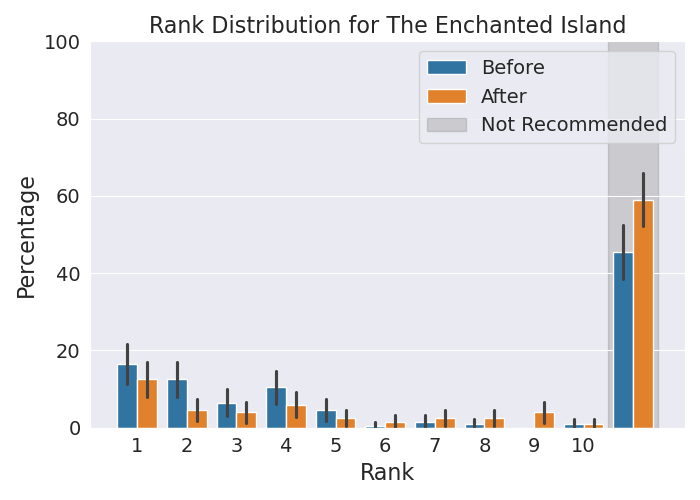 Rank Distribution for The Enchanted Island
100
80
60
40
20
0
Percentage
Before
After
Not Recommended
1 2 3 4 5 6 7 8 9 10
Rank